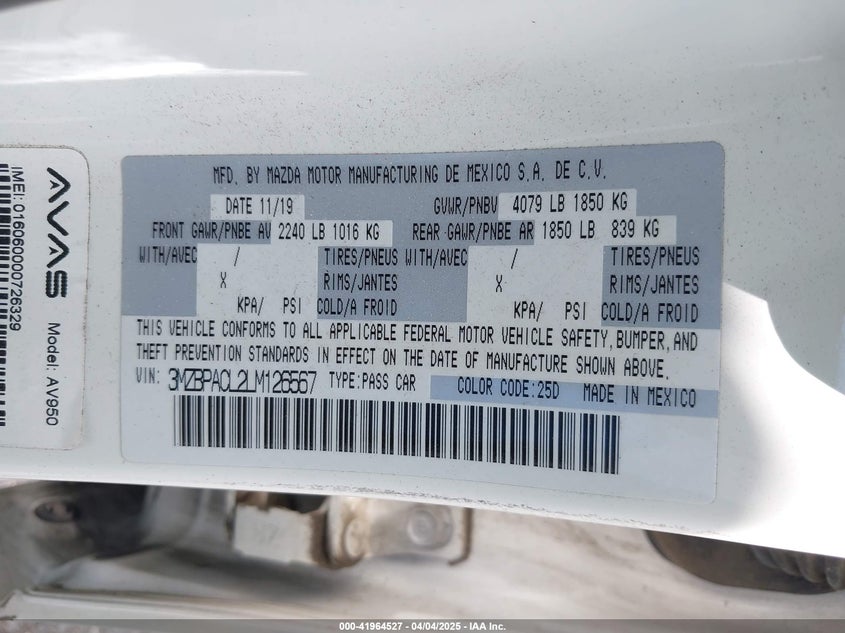 MFD. BY MAZDA MOTOR MANUFACTURING DE MEXICO S.A. DE C.V.
DATE 11/19 GVWR/PNBV 4079 LB 1850 KG
FRONT GAWR/PNBE AV 2240 LB 1016 KG REAR GAWR/PNBE AR 1850 LB 839 KG
WITH/AVEC / TIRES/PNEUS WITH/AVEC / TIRES/PNEUS
X RIMS/JANTES X RIMS/JANTES
KPA/ PSI COLD/A FROID KPA/ PSI COLD/A FROID
THIS VEHICLE CONFORMS TO ALL APPLICABLE FEDERAL MOTOR VEHICLE SAFETY, BUMPER, AND
THEFT PREVENTION STANDARDS IN EFFECT ON THE DATE OF MANUFACTURE SHOWN ABOVE.
VIN: 3MZBPACL2LM126567 TYPE:PASS CAR COLOR CODE:25D MADE IN MEXICO
AVAS Model: AV950
IMEI: 016060000726329
000-41964527 - 04/04/2025 - IAA Inc.